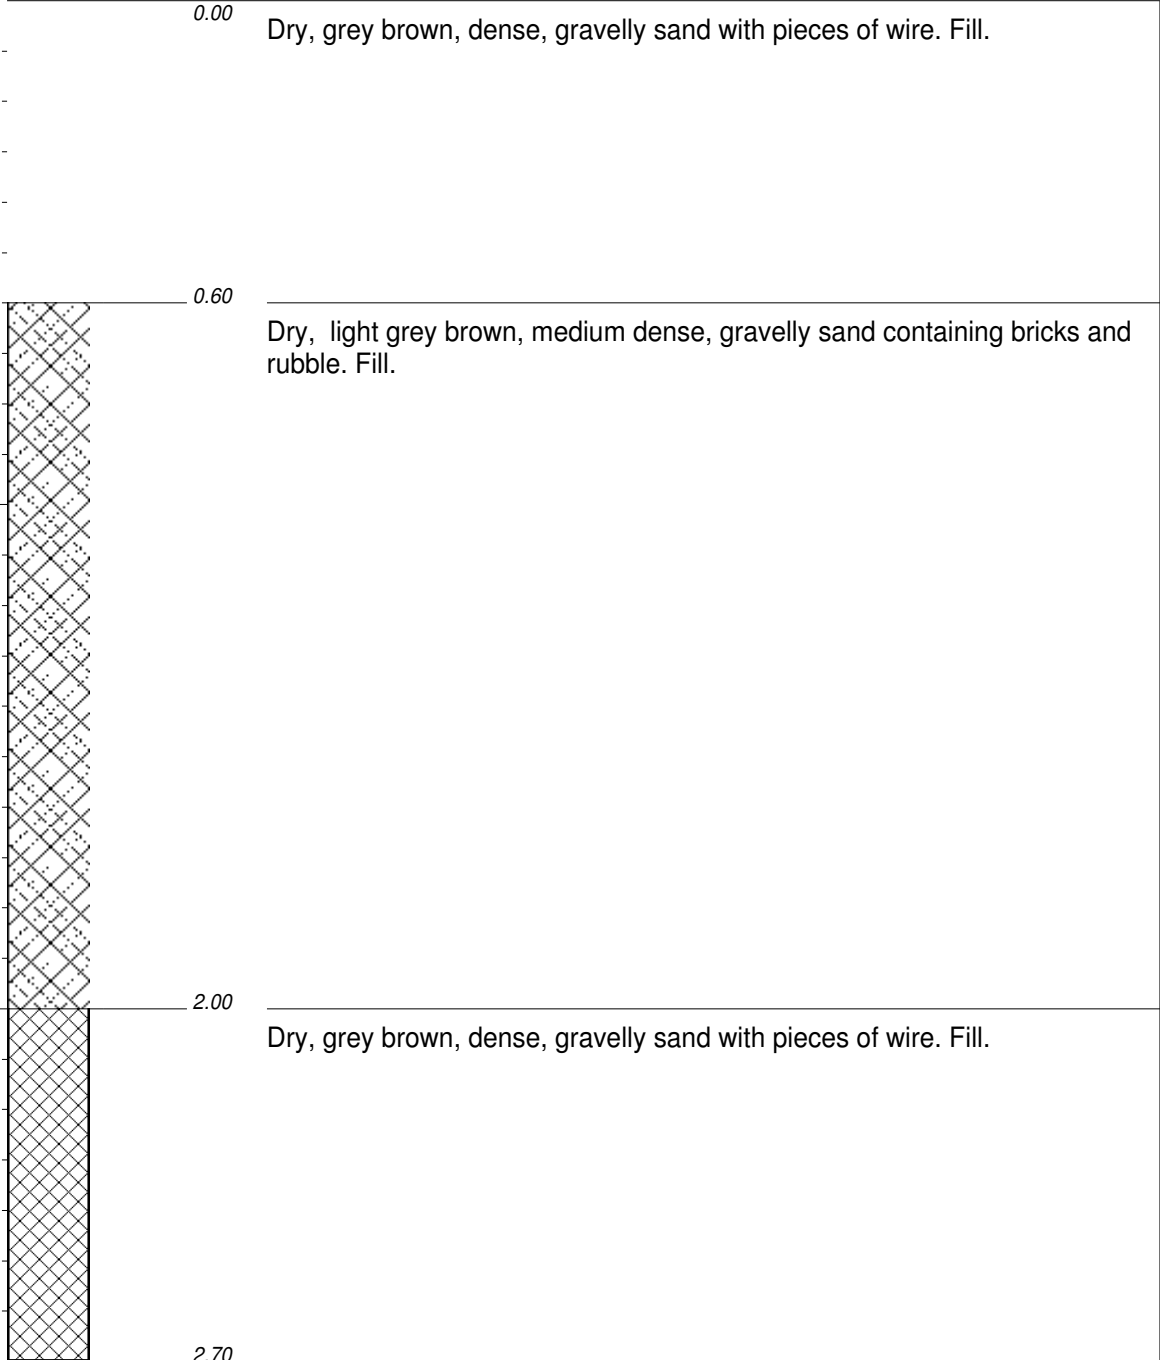 0.00
Dry, grey brown, dense, gravelly sand with pieces of wire. Fill.
0.60
Dry, light grey brown, medium dense, gravelly sand containing bricks and
rubble. Fill.
2.00
Dry, grey brown, dense, gravelly sand with pieces of wire. Fill.
2.70